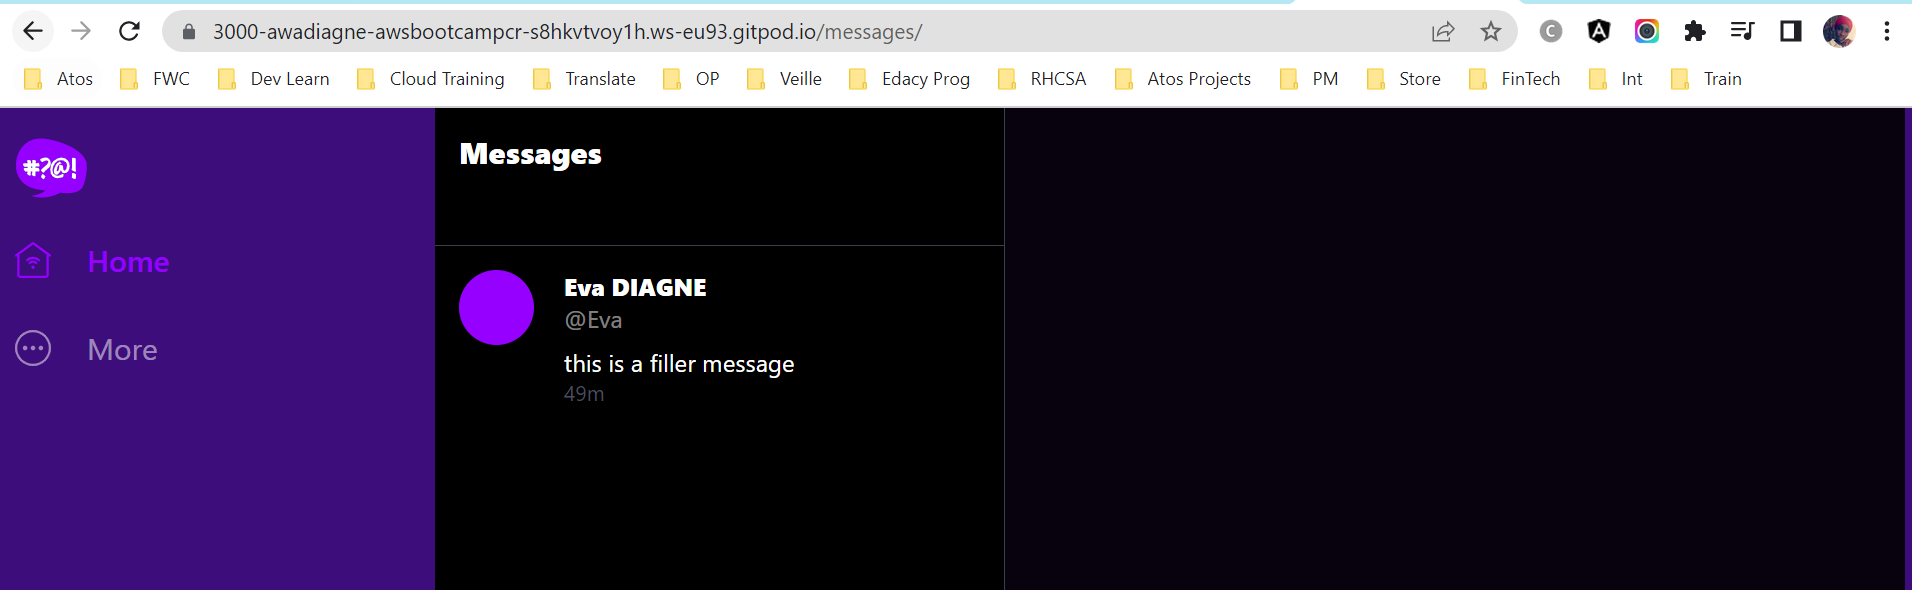 3000-awadiagne-awsbootcampcr-s8hkvtvoy1h.ws-eu93.gitpod.io/messages/
C
Atos FWC Dev Learn Cloud Training Translate OP Veille Edacy Prog RHCSA Atos Projects PM Store FinTech Int Train
#?@!
Home
More
Messages
Eva DIAGNE
@Eva
this is a filler message
49m